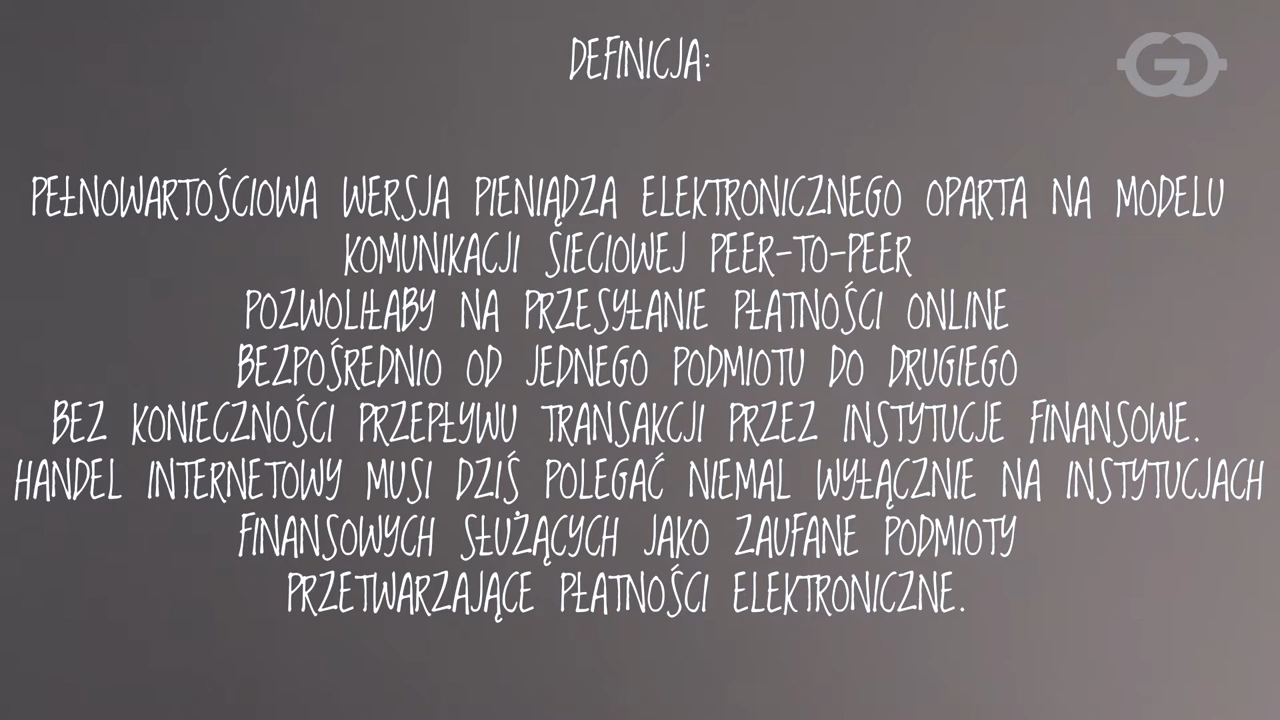 DEFINICJA:
PEŁNOWARTOŚCIOWA WERSJA PIENIĄDZA ELEKTRONICZNEGO OPARTA NA MODELU
KOMUNIKACJI SIECIOWEJ PEER-TO-PEER
POZWOLIŁABY NA PRZESYŁANIE PŁATNOŚCI ONLINE
BEZPOŚREDNIO OD JEDNEGO PODMIOTU DO DRUGIEGO
BEZ KONIECZNOŚCI PRZEPŁYWU TRANSAKCJI PRZEZ INSTYTUCJE FINANSOWE.
HANDEL INTERNETOWY MUSI DZIŚ POLEGAĆ NIEMAL WYŁĄCZNIE NA INSTYTUCJACH
FINANSOWYCH SŁUŻĄCYCH JAKO ZAUFANE PODMIOTY
PRZETWARZAJĄCE PŁATNOŚCI ELEKTRONICZNE.